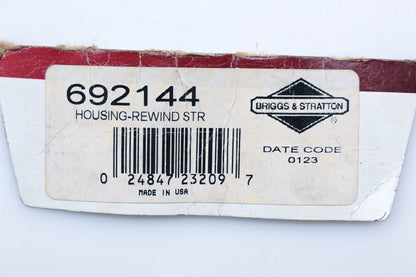 692144
HOUSING-REWIND STR
BRIGGS & STRATTON
®
DATE CODE
0123
0 24847 23209 7
MADE IN USA